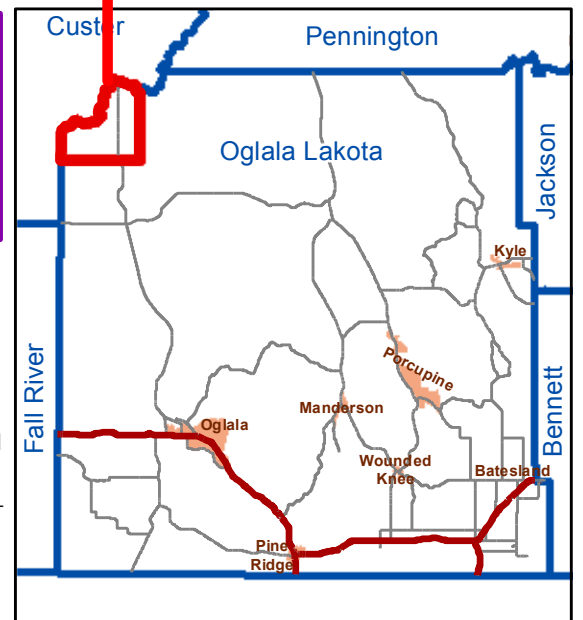 Custer
Pennington
Oglala Lakota
Jackson
Kyle
Porcupine
Fall River
Manderson
Bennett
Oglala
Wounded
Knee
Batesland
Pine
Ridge